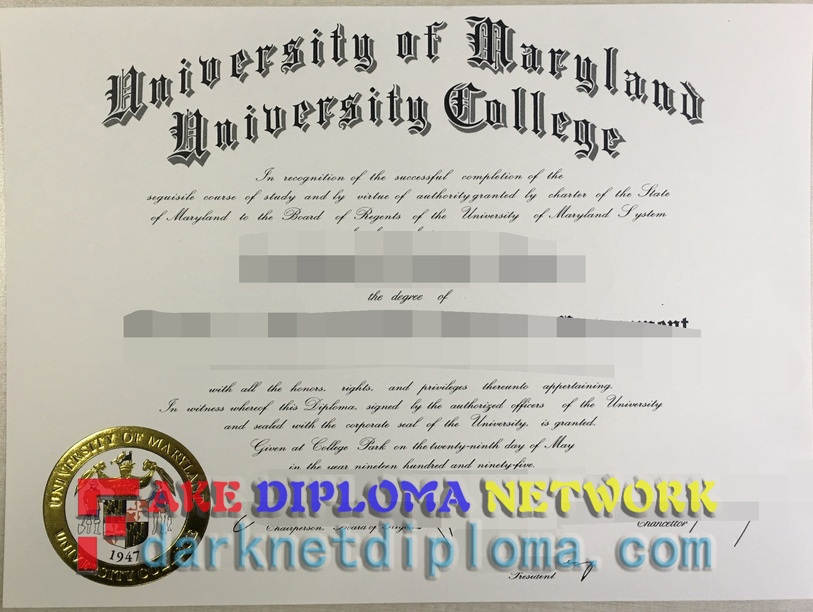 University of Maryland
University College
In recognition of the successful completion of the
sequisite course of study and by virtue of authority granted by charter of the State
of Maryland to the Board of Regents of the University of Maryland System
the degree of
with all the honors, rights, and privileges thereunto appertaining.
In witness whereof this Diploma, signed by the authorized officers of the University
and sealed with the corporate seal of the University, is granted.
Given at College Park on the twenty-ninth day of May
in the year nineteen hundred and ninety-five.
UNIVERSITY OF MARYLAND
1947
FAKE DIPLOMA NETWORK
Chairperson, Board of
Chancellor
darknetdiploma.com
President